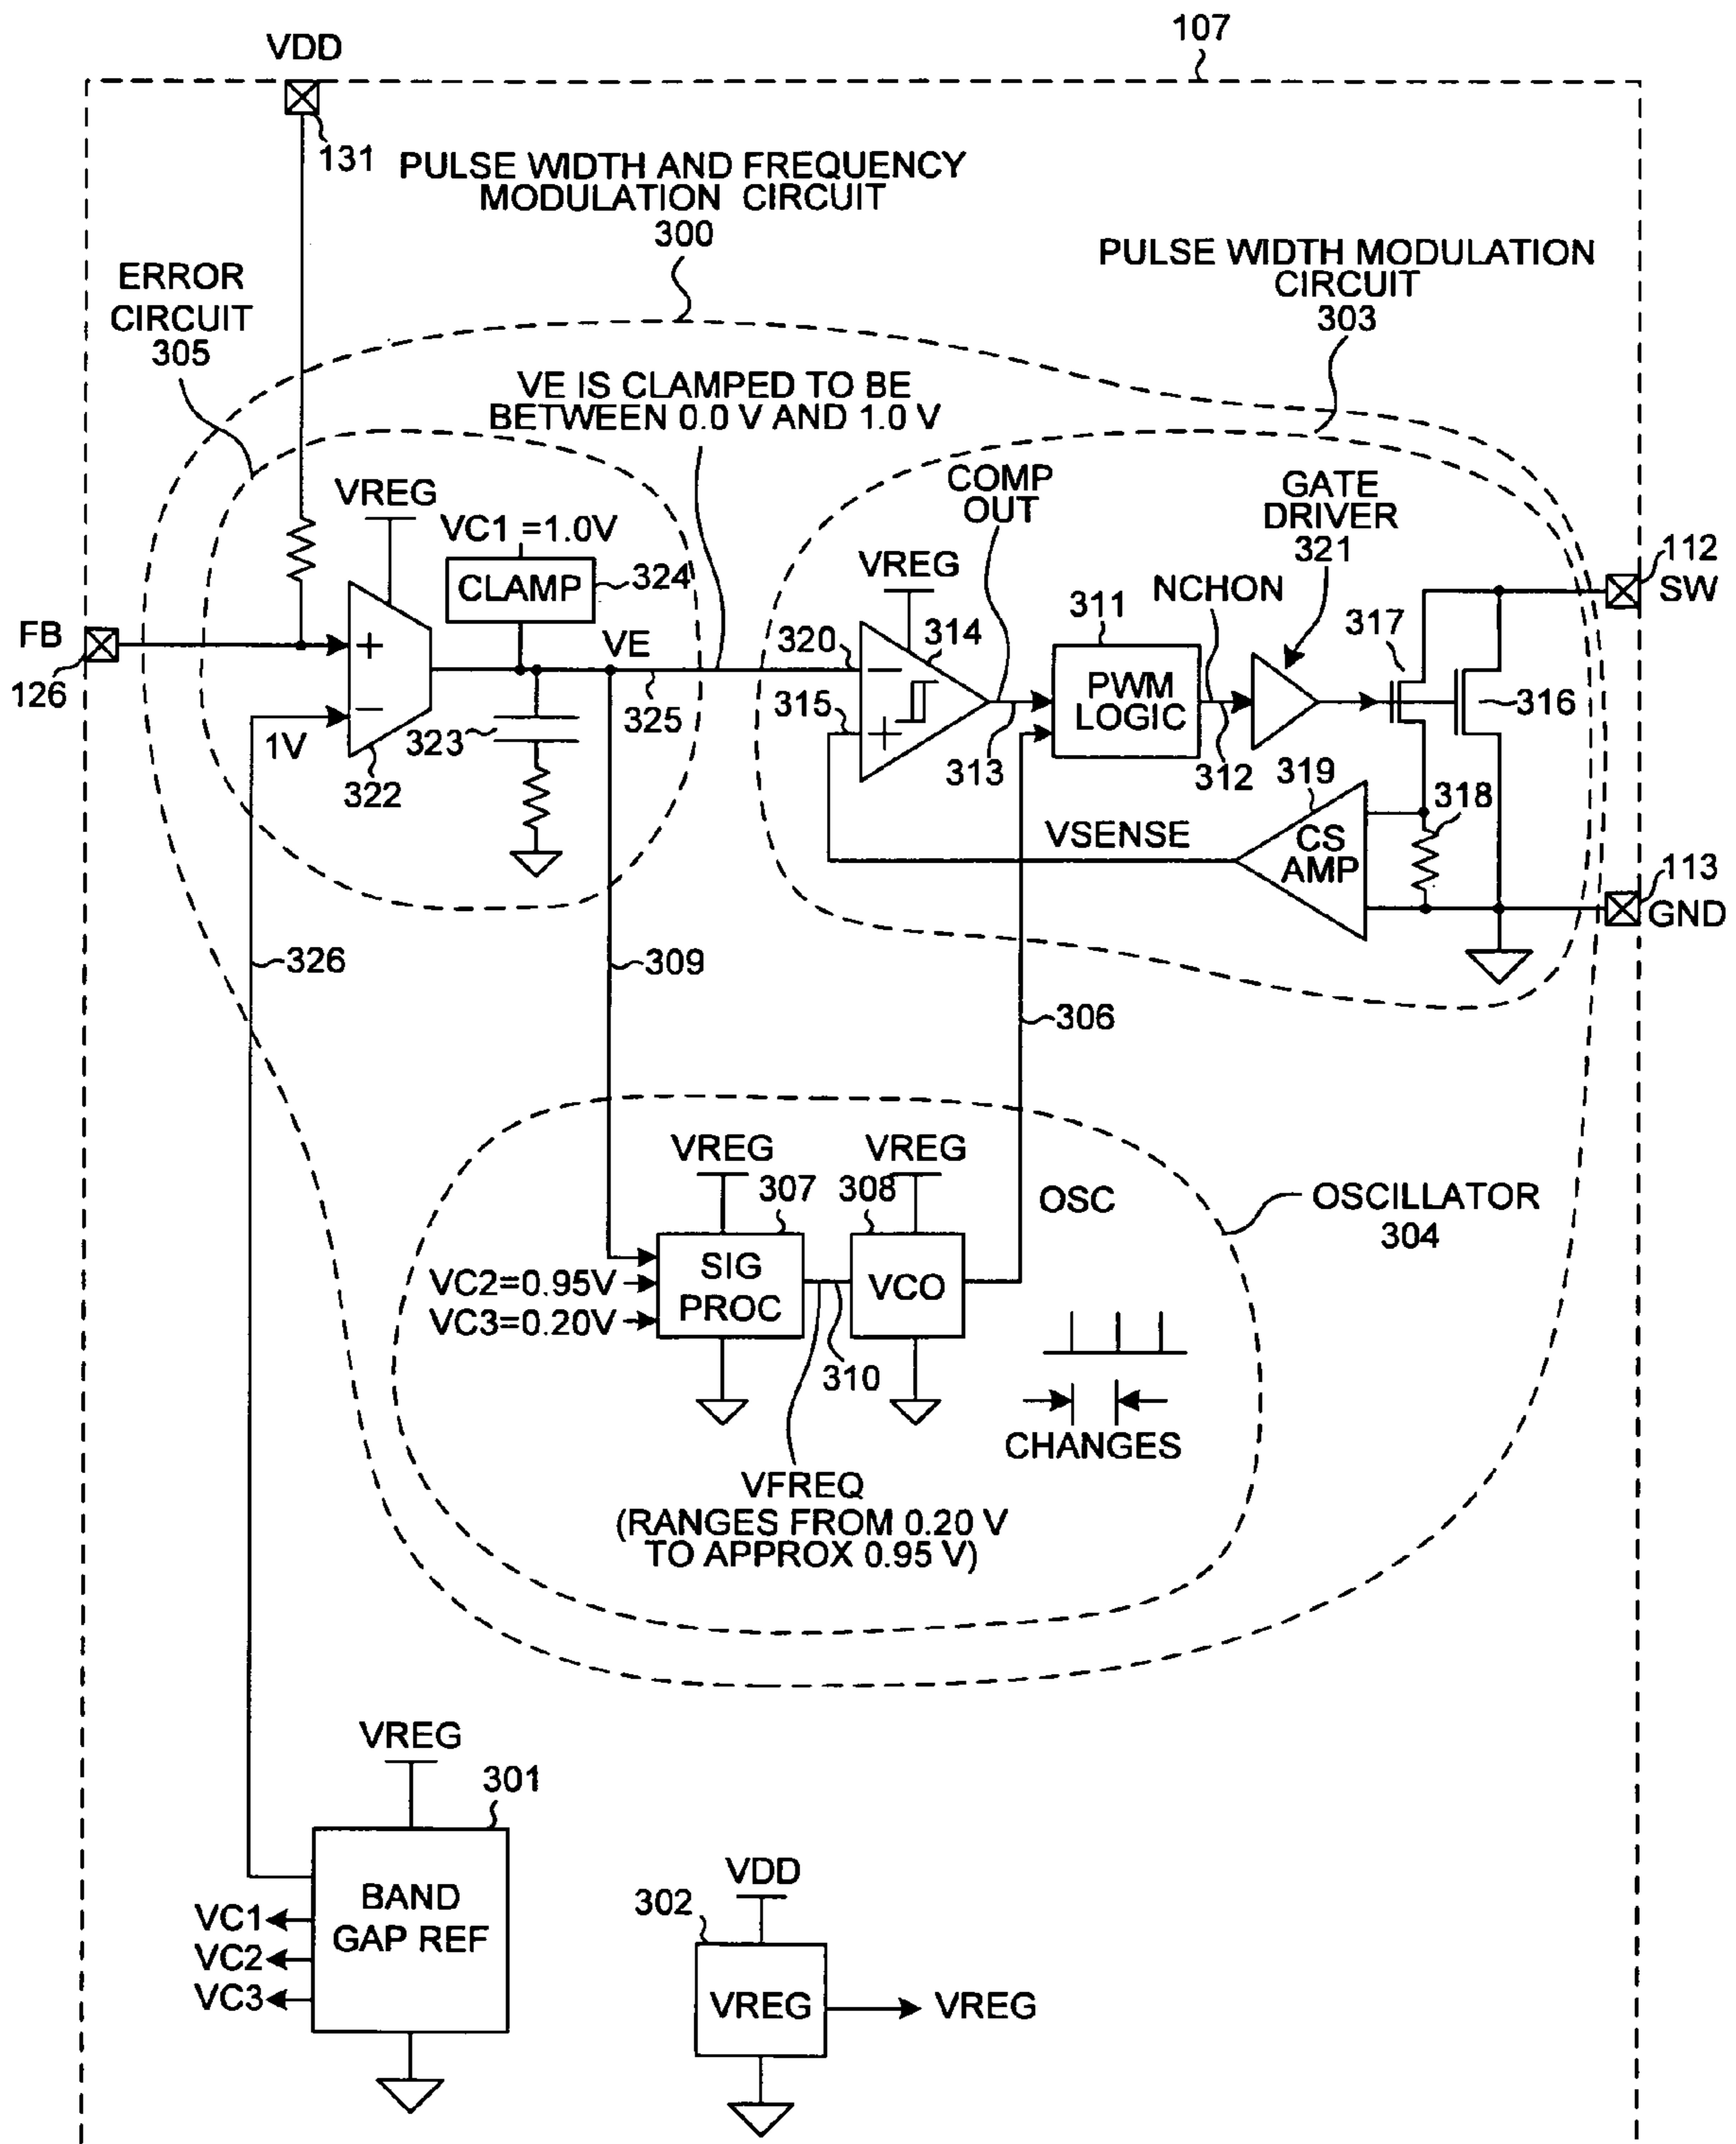 107
VDD
131
PULSE WIDTH AND FREQUENCY
MODULATION CIRCUIT
300
PULSE WIDTH MODULATION
CIRCUIT
303
ERROR
CIRCUIT
305
VE IS CLAMPED TO BE
BETWEEN 0.0 V AND 1.0 V
VREG
VC1 =1.0V
CLAMP
324
COMP
OUT
GATE
DRIVER
321
VREG
NCHON
112
SW
FB
126
+
−
1V
322
323
VE
325
320
315
−
+
314
313
311
PWM
LOGIC
312
317
316
319
318
CS
AMP
VSENSE
113
GND
326
309
306
VREG
VREG
307
308
OSC
OSCILLATOR
304
SIG
PROC
VCO
VC2=0.95V
VC3=0.20V
310
CHANGES
VFREQ
(RANGES FROM 0.20 V
TO APPROX 0.95 V)
VREG
301
BAND
GAP REF
VC1
VC2
VC3
VDD
302
VREG
VREG